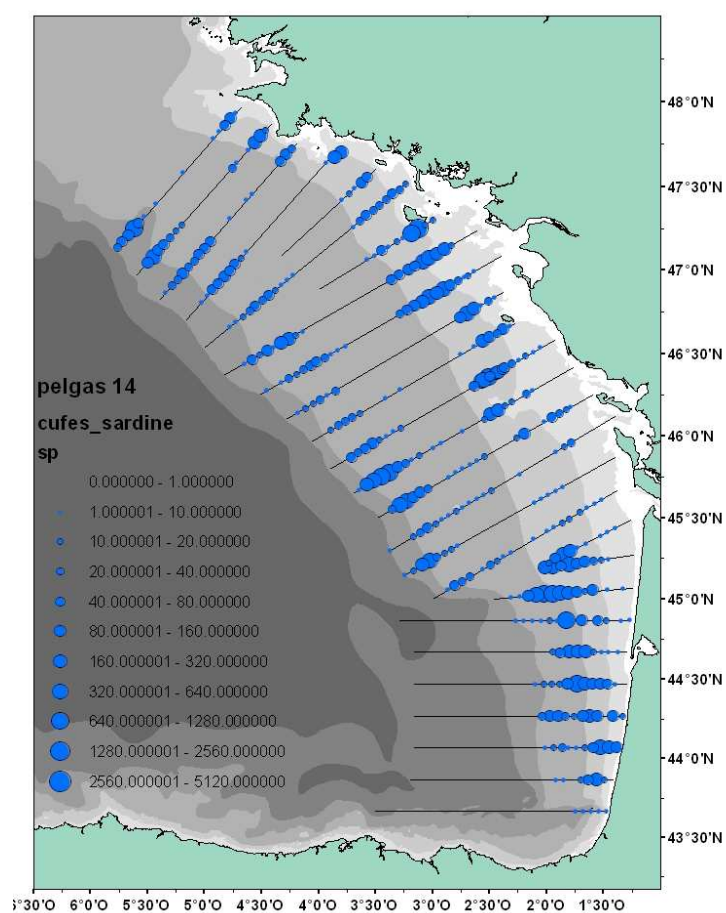 48°0'N
47°30'N
47°0'N
46°30'N
46°0'N
45°30'N
45°0'N
44°30'N
44°0'N
43°30'N
pelgas 14
cufes_sardine
sp
0.000000 - 1.000000
1.000001 - 10.000000
10.000001 - 20.000000
20.000001 - 40.000000
40.000001 - 80.000000
80.000001 - 160.000000
160.000001 - 320.000000
320.000001 - 640.000000
640.000001 - 1280.000000
1280.000001 - 2560.000000
2560.000001 - 5120.000000
6°0'O 5°30'O 5°0'O 4°30'O 4°0'O 3°30'O 3°0'O 2°30'O 2°0'O 1°30'O